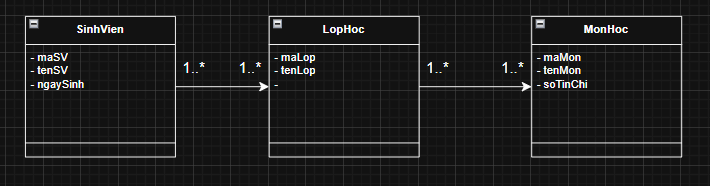 SinhVien
- maSV
- tenSV
- ngaySinh
1..*
1..*
LopHoc
- maLop
- tenLop
-
1..*
1..*
MonHoc
- maMon
- tenMon
- soTinChi